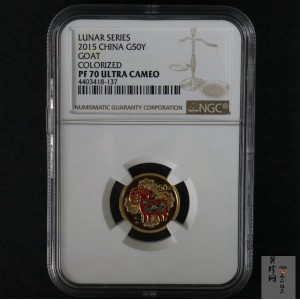 LUNAR SERIES
2015 CHINA G50Y
GOAT
COLORIZED
PF 70 ULTRA CAMEO
4403418-137
NUMISMATIC GUARANTY CORPORATION
NGC